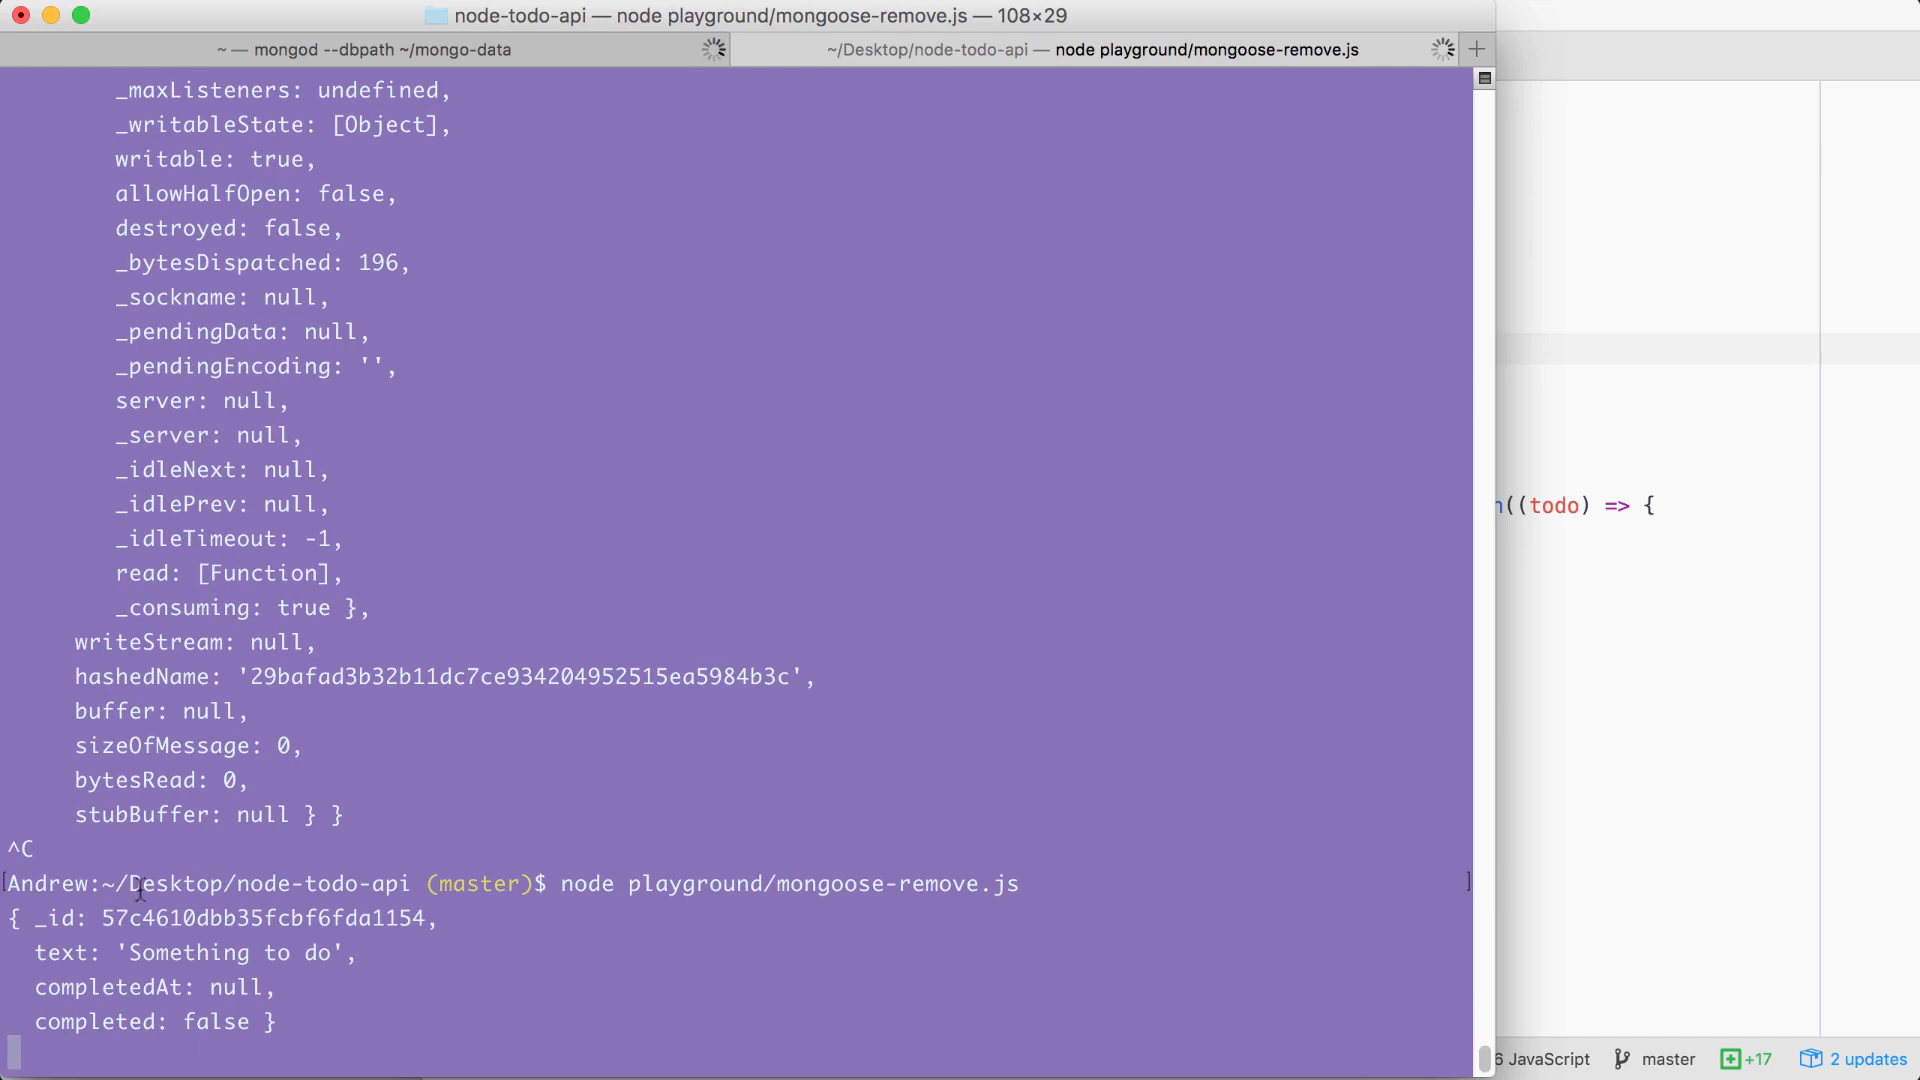 node-todo-api — node playground/mongoose-remove.js — 108×29
~ — mongod --dbpath ~/mongo-data
~/Desktop/node-todo-api — node playground/mongoose-remove.js
+
_maxListeners: undefined,
_writableState: [Object],
writable: true,
allowHalfOpen: false,
destroyed: false,
_bytesDispatched: 196,
_sockname: null,
_pendingData: null,
_pendingEncoding: '',
server: null,
_server: null,
_idleNext: null,
_idlePrev: null,
_idleTimeout: -1,
read: [Function],
_consuming: true },
writeStream: null,
hashedName: '29bafad3b32b11dc7ce934204952515ea5984b3c',
buffer: null,
sizeOfMessage: 0,
bytesRead: 0,
stubBuffer: null } }
^C
[Andrew:~/Desktop/node-todo-api (master)$ node playground/mongoose-remove.js ]
{ _id: 57c4610dbb35fcbf6fda1154,
text: 'Something to do',
completedAt: null,
completed: false }
((todo) => {
6 JavaScript
master
+17
2 updates